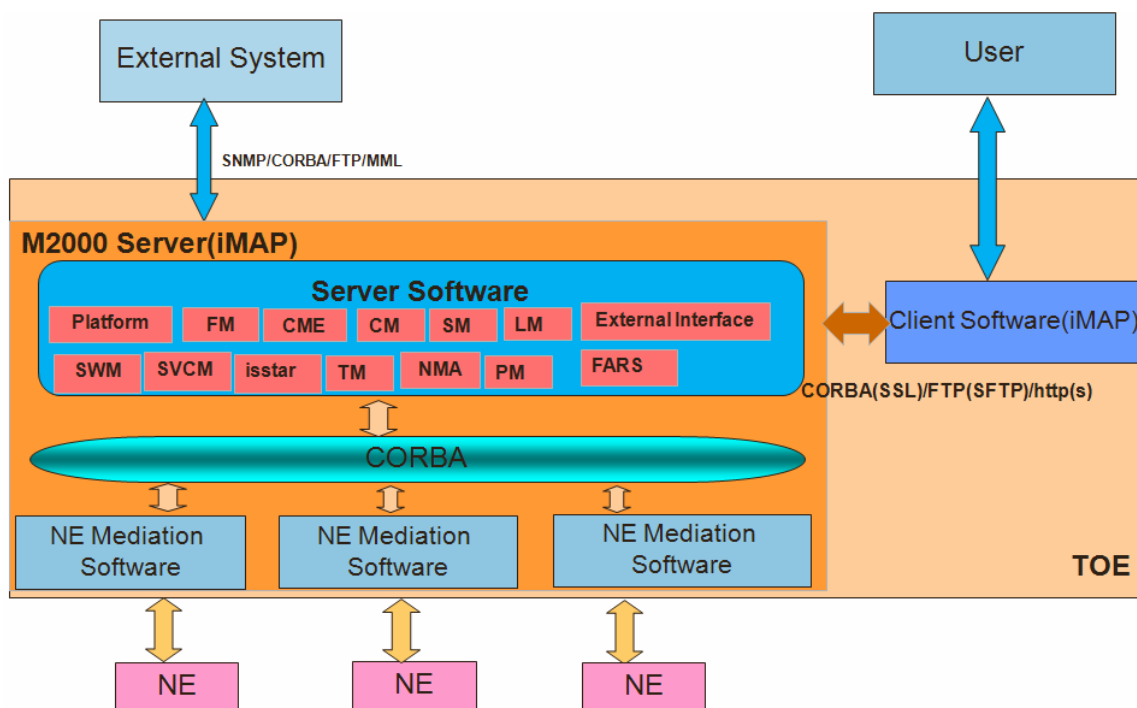 External System
User
SNMP/CORBA/FTP/MML
M2000 Server(iMAP)
Server Software
Platform
FM
CME
CM
SM
LM
External Interface
SWM
SVCM
isstar
TM
NMA
PM
FARS
Client Software(iMAP)
CORBA(SSL)/FTP(SFTP)/http(s)
CORBA
NE Mediation
Software
NE Mediation
Software
NE Mediation
Software
TOE
NE
NE
NE